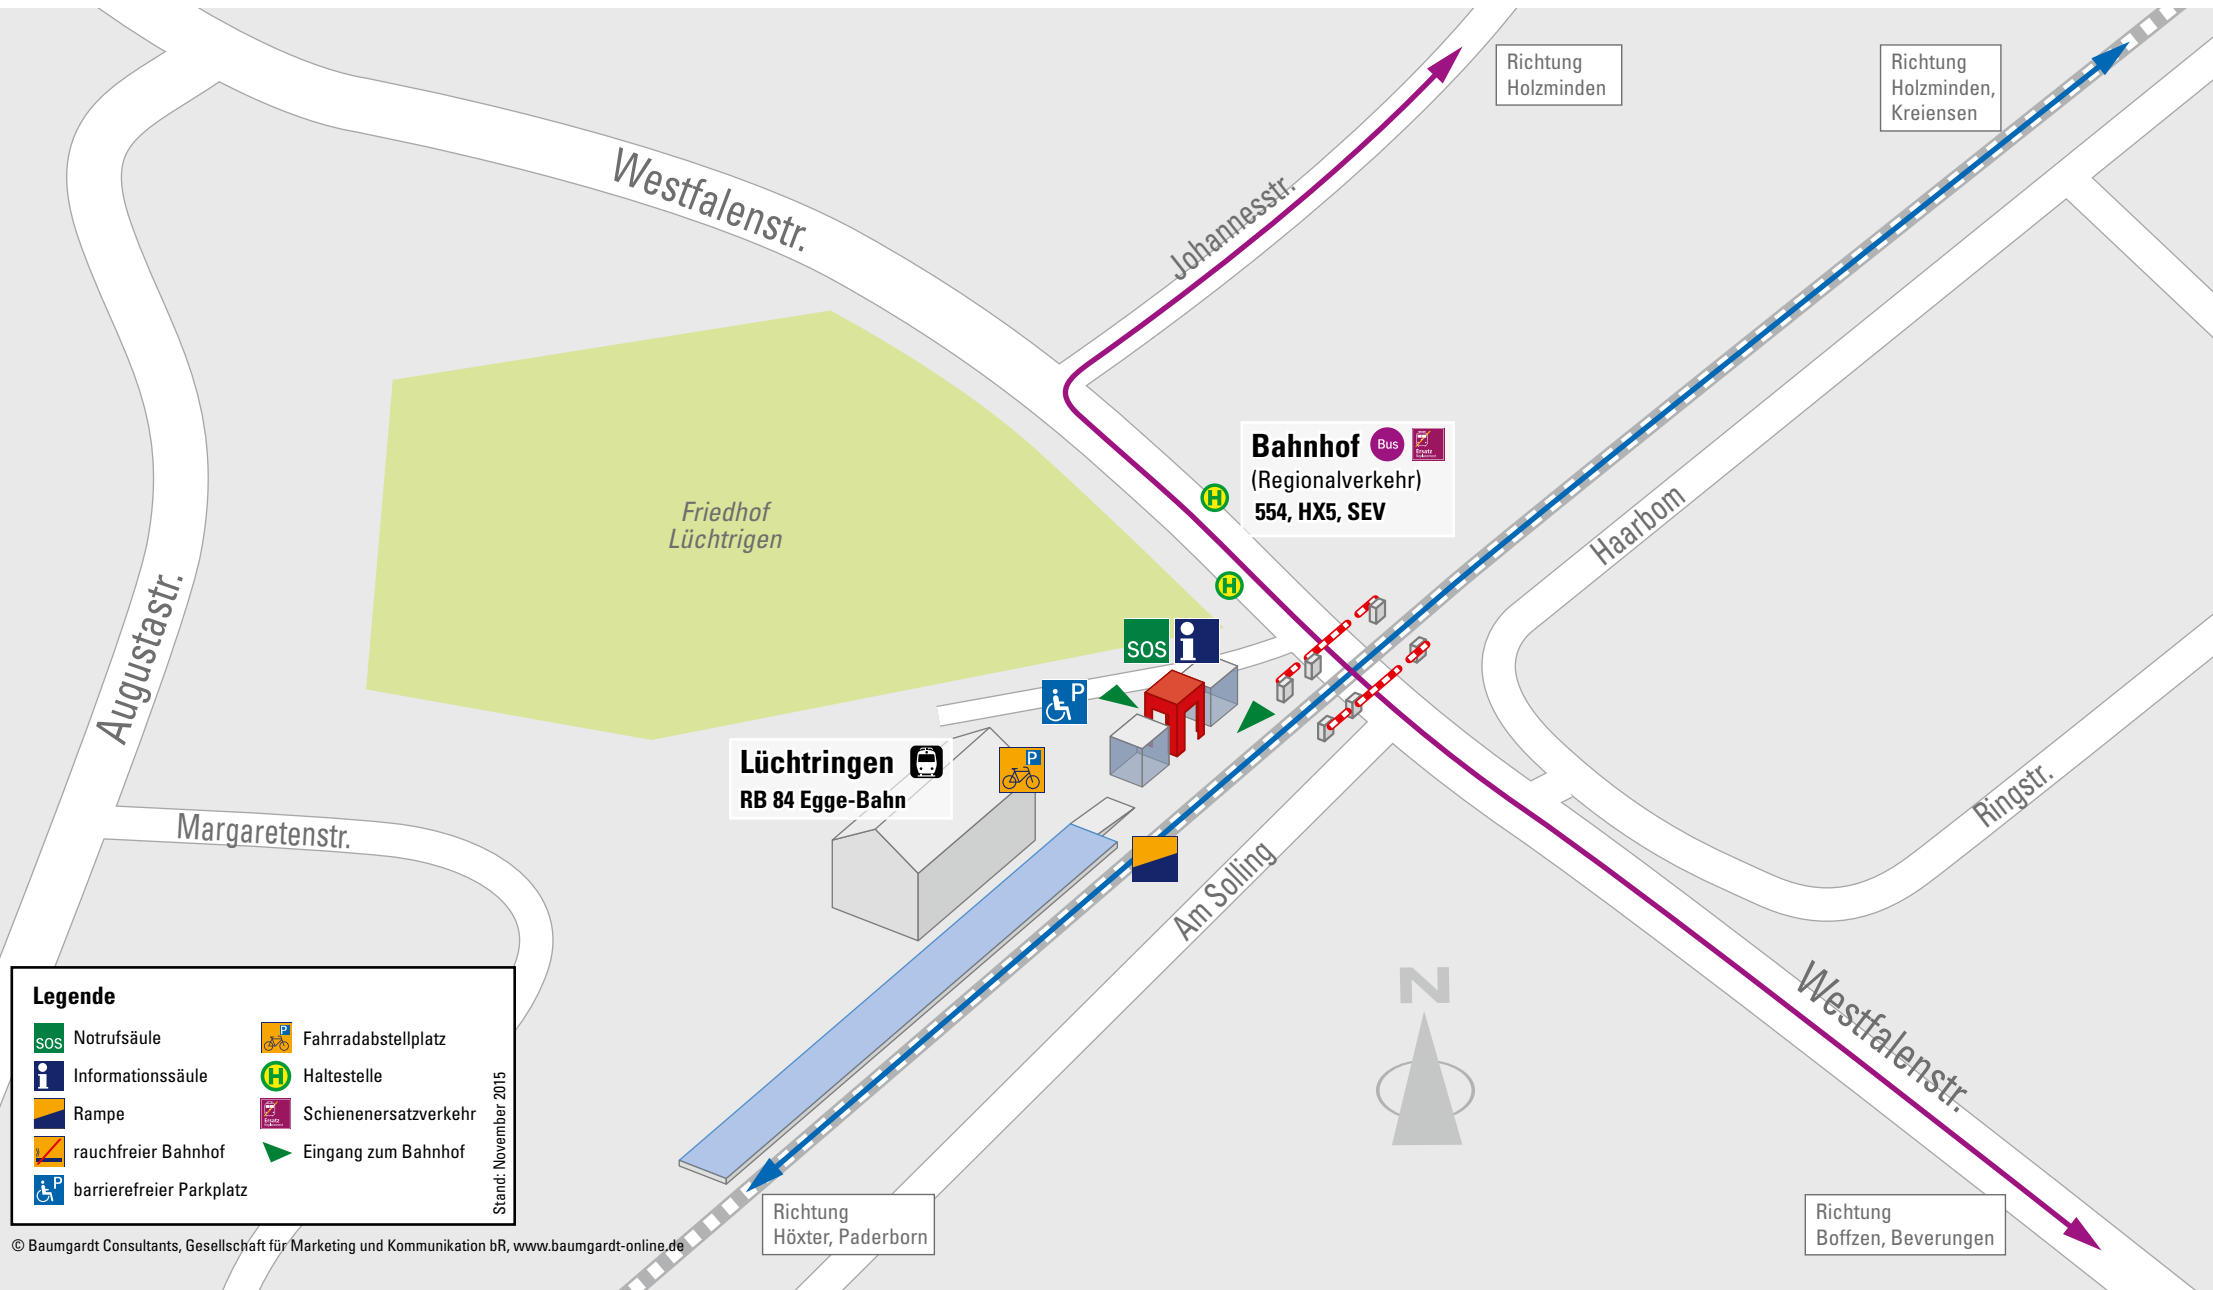 Richtung
Holzminden
Richtung
Holzminden,
Kreiensen
Westfalenstr.
Johannesstr.
Bahnhof Bus
Ersatz
(Regionalverkehr)
554, HX5, SEV
Friedhof
Lüchtrigen
Haarbom
Augustastr.
SOS i
P
Lüchtringen
RB 84 Egge-Bahn
P
Ringstr.
Margaretenstr.
Am Solling
N
Westfalenstr.
Legende
SOS Notrufsäule
i Informationssäule
Rampe
rauchfreier Bahnhof
P barrierefreier Parkplatz
P Fahrradabstellplatz
H Haltestelle
Ersatz Schienenersatzverkehr
Eingang zum Bahnhof
Stand: November 2015
H
H
Richtung
Höxter, Paderborn
Richtung
Boffzen, Beverungen
© Baumgardt Consultants, Gesellschaft für Marketing und Kommunikation bR, www.baumgardt-online.de